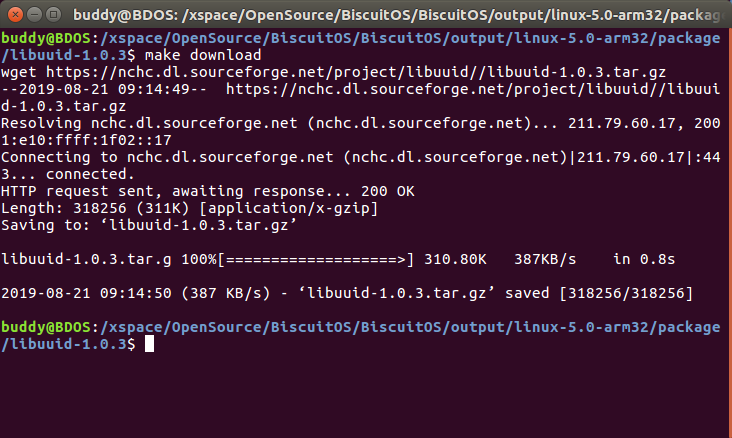 buddy@BDOS: /xspace/OpenSource/BiscuitOS/BiscuitOS/output/linux-5.0-arm32/package
buddy@BDOS:/xspace/OpenSource/BiscuitOS/BiscuitOS/output/linux-5.0-arm32/package
/libuuid-1.0.3$ make download
wget https://nchc.dl.sourceforge.net/project/libuuid//libuuid-1.0.3.tar.gz
--2019-08-21 09:14:49--  https://nchc.dl.sourceforge.net/project/libuuid//libuui
d-1.0.3.tar.gz
Resolving nchc.dl.sourceforge.net (nchc.dl.sourceforge.net)... 211.79.60.17, 200
1:e10:ffff:1f02::17
Connecting to nchc.dl.sourceforge.net (nchc.dl.sourceforge.net)|211.79.60.17|:44
3... connected.
HTTP request sent, awaiting response... 200 OK
Length: 318256 (311K) [application/x-gzip]
Saving to: ‘libuuid-1.0.3.tar.gz’
libuuid-1.0.3.tar.g 100%[===================>] 310.80K   387KB/s    in 0.8s
2019-08-21 09:14:50 (387 KB/s) - ‘libuuid-1.0.3.tar.gz’ saved [318256/318256]
buddy@BDOS:/xspace/OpenSource/BiscuitOS/BiscuitOS/output/linux-5.0-arm32/package
/libuuid-1.0.3$